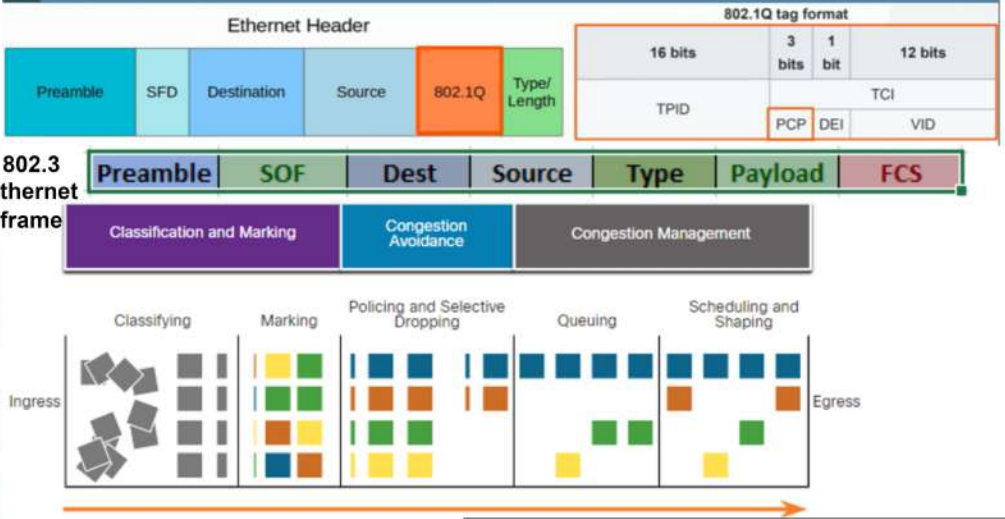 Ethernet Header
Preamble
SFD
Destination
Source
802.1Q
Type/
Length
802.1Q tag format
16 bits
3
bits
1
bit
12 bits
TPID
TCI
PCP
DEI
VID
802.3
thernet
frame
Preamble
SOF
Dest
Source
Type
Payload
FCS
Classification and Marking
Congestion
Avoidance
Congestion Management
Classifying
Marking
Policing and Selective
Dropping
Queuing
Scheduling and
Shaping
Ingress
Egress